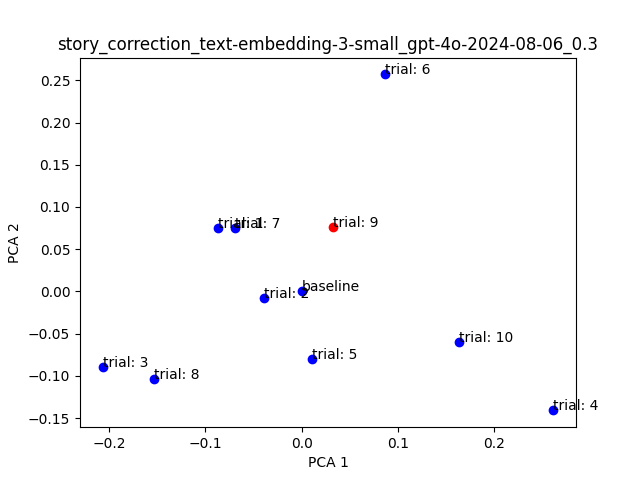 story_correction_text-embedding-3-small_gpt-4o-2024-08-06_0.3
trial: 6
0.25
0.20
0.15
0.10
trial: 1
trial: 7
trial: 9
PCA 2
0.05
baseline
0.00
trial: 2
−0.05
trial: 10
trial: 5
trial: 3
trial: 8
−0.10
trial: 4
−0.15
−0.2
−0.1
0.0
0.1
0.2
PCA 1